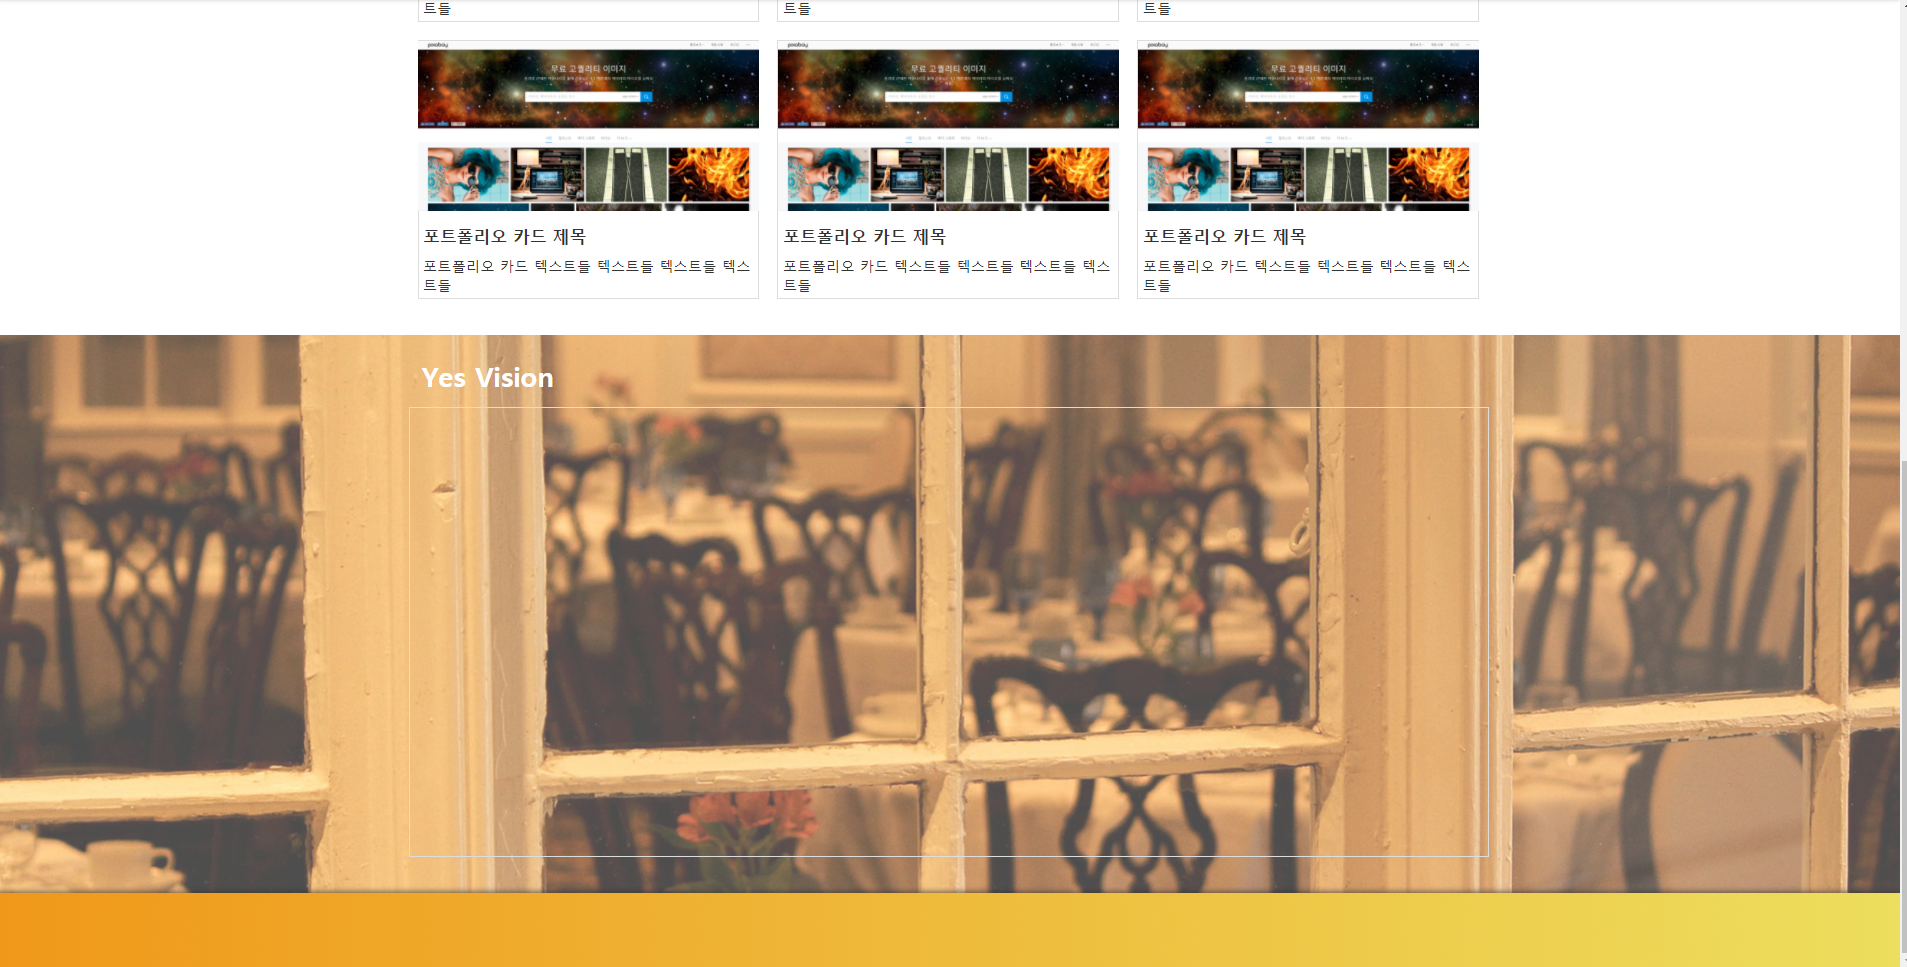 트들
트들
트들
pixabay
pixabay
pixabay
무료 고퀄리티 이미지
무료 고퀄리티 이미지
무료 고퀄리티 이미지
포트폴리오 카드 제목
포트폴리오 카드 제목
포트폴리오 카드 제목
포트폴리오 카드 텍스트들 텍스트들 텍스트들 텍스
트들
포트폴리오 카드 텍스트들 텍스트들 텍스트들 텍스
트들
포트폴리오 카드 텍스트들 텍스트들 텍스트들 텍스
트들
Yes Vision